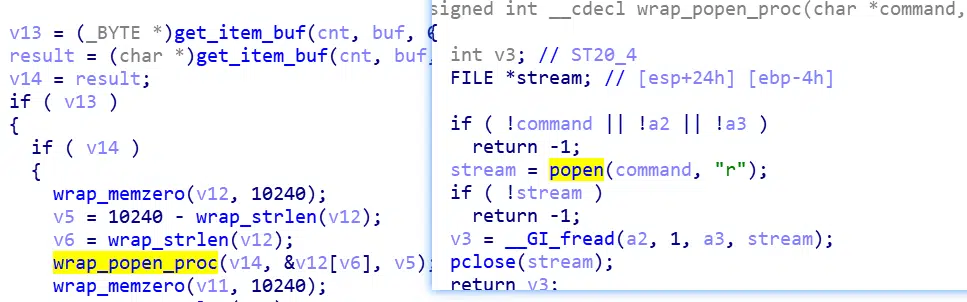 v13 = (_BYTE *)get_item_buf(cnt, buf,
result = (char *)get_item_buf(cnt, buf,
v14 = result;
if ( v13 )
{
if ( v14 )
{
wrap_memzero(v12, 10240);
v5 = 10240 - wrap_strlen(v12);
v6 = wrap_strlen(v12);
wrap_popen_proc(v14, &v12[v6], v5);
wrap_memzero(v11, 10240);
signed int __cdecl wrap_popen_proc(char *command,
{
int v3; // ST20_4
FILE *stream; // [esp+24h] [ebp-4h]
if ( !command || !a2 || !a3 )
return -1;
stream = popen(command, "r");
if ( !stream )
return -1;
v3 = __GI_fread(a2, 1, a3, stream);
pclose(stream);
return v3;